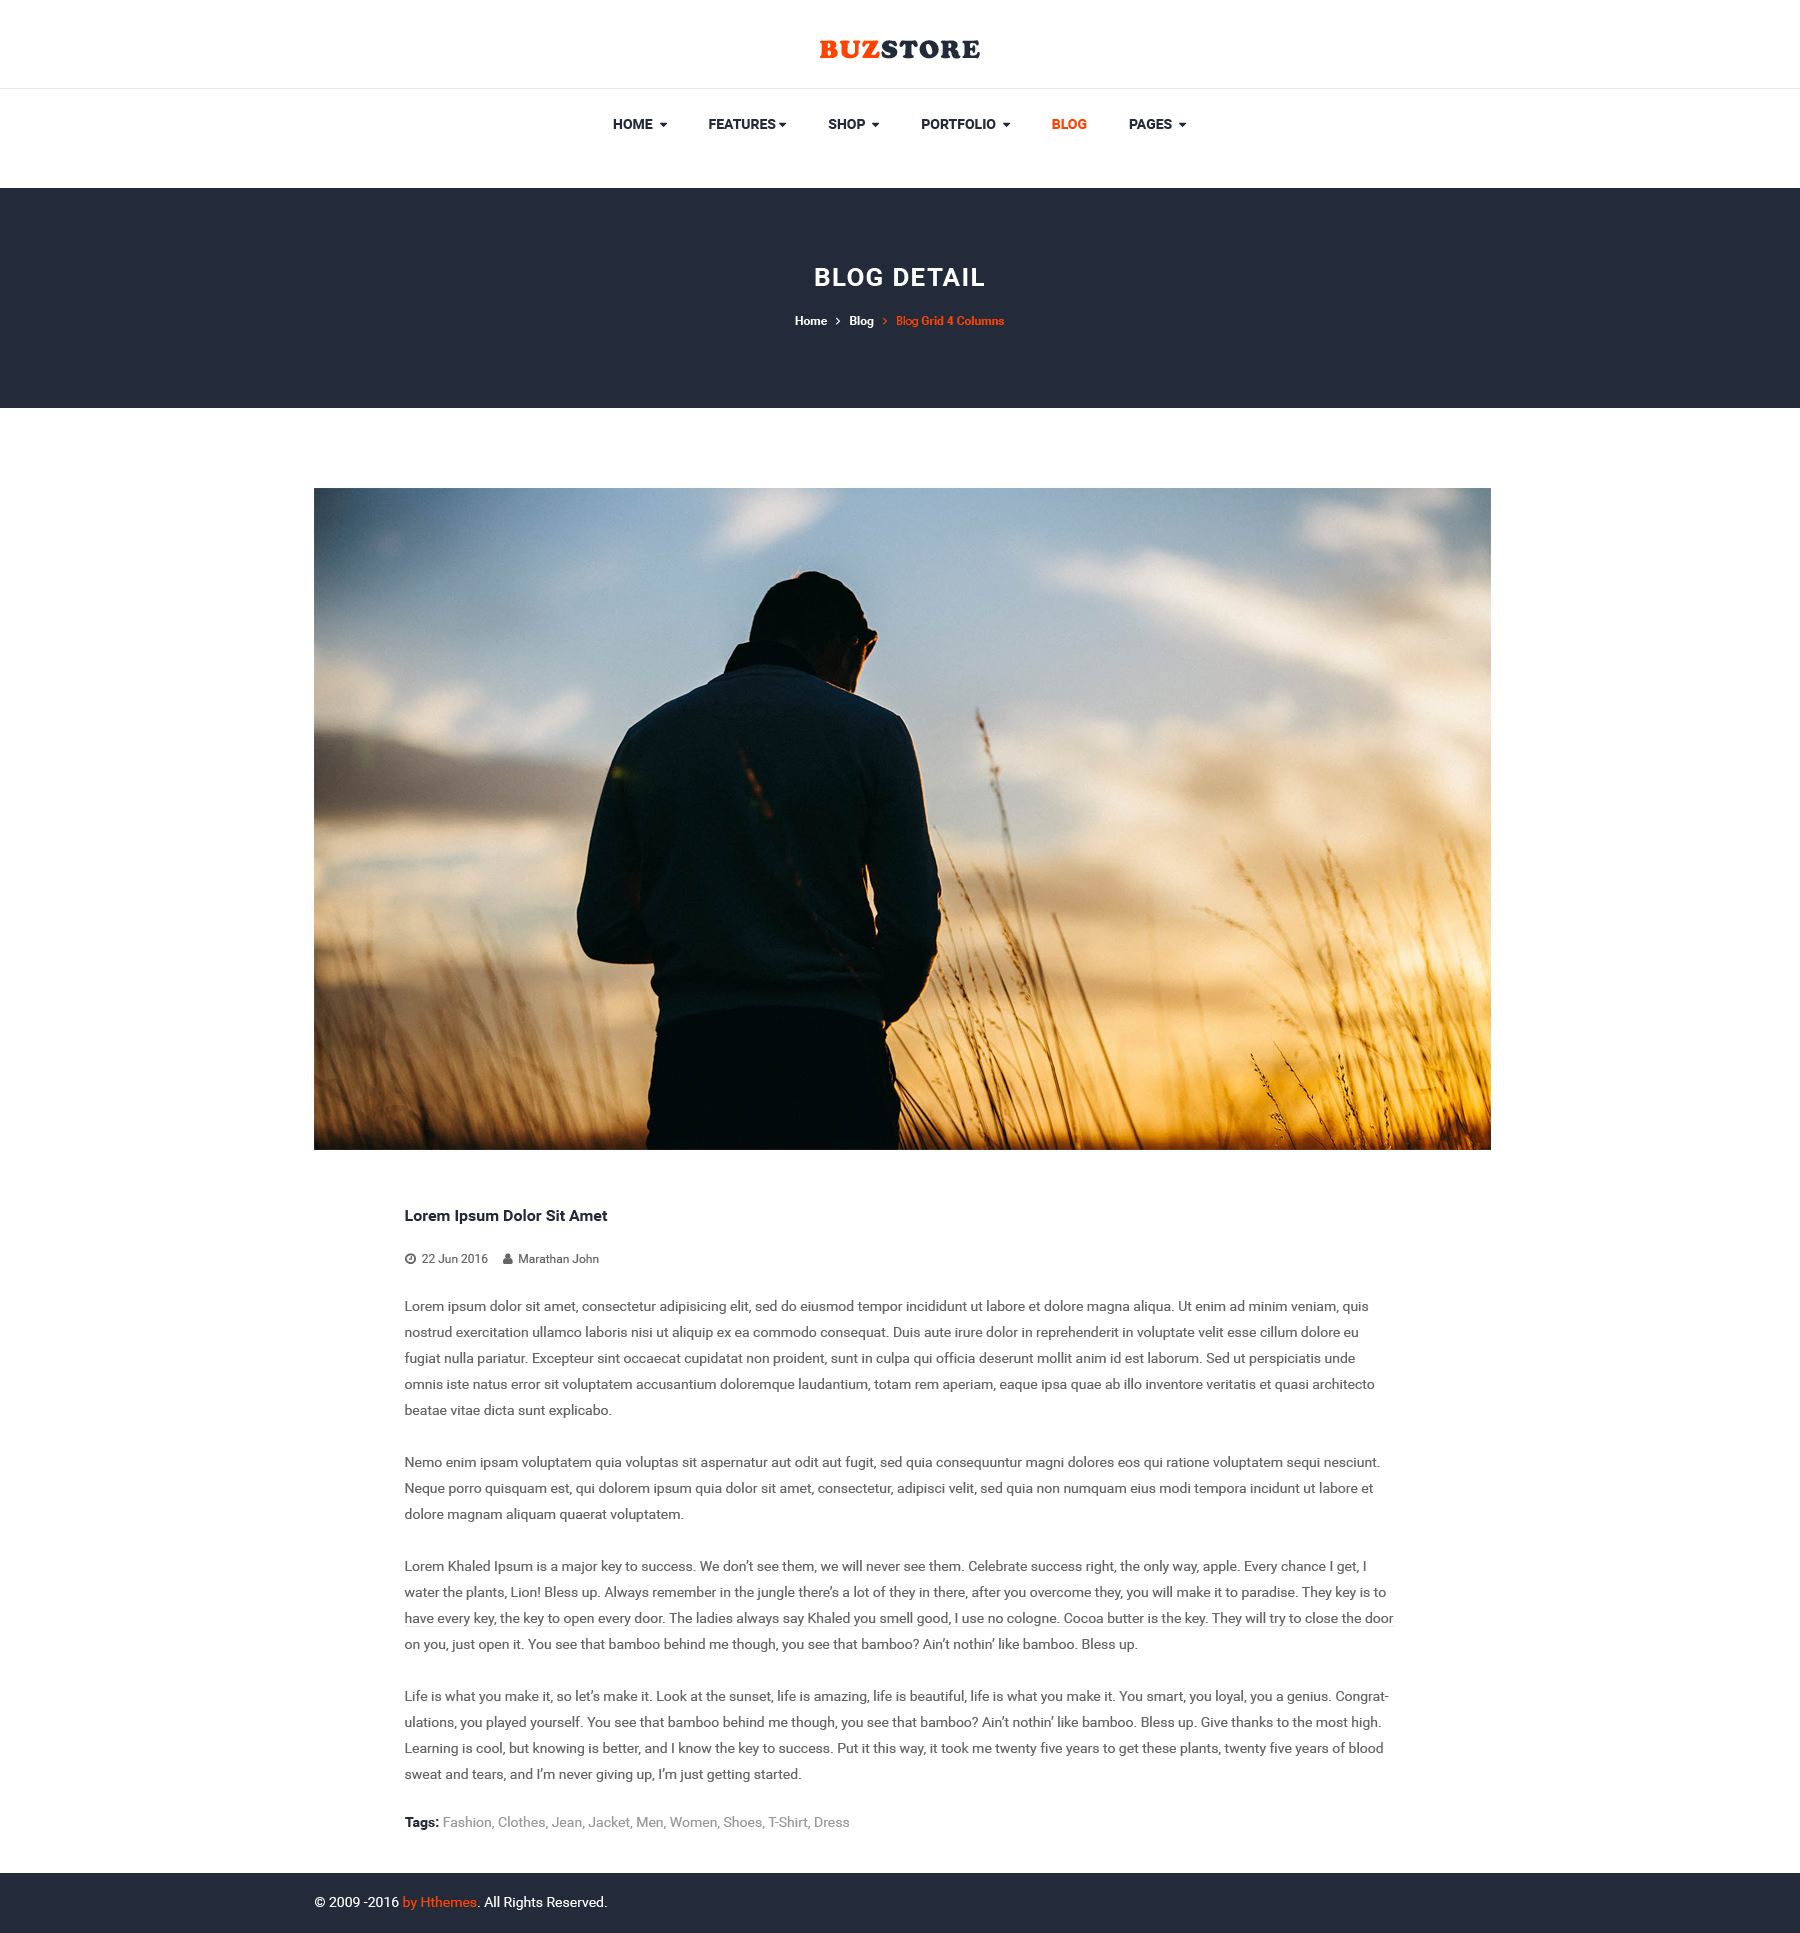 BUZSTORE
HOME FEATURES SHOP PORTFOLIO BLOG PAGES
BLOG DETAIL
Home > Blog > Blog Grid 4 Columns
Lorem Ipsum Dolor Sit Amet
22 Jun 2016 Marathan John
Lorem ipsum dolor sit amet, consectetur adipisicing elit, sed do eiusmod tempor incididunt ut labore et dolore magna aliqua. Ut enim ad minim veniam, quis
nostrud exercitation ullamco laboris nisi ut aliquip ex ea commodo consequat. Duis aute irure dolor in reprehenderit in voluptate velit esse cillum dolore eu
fugiat nulla pariatur. Excepteur sint occaecat cupidatat non proident, sunt in culpa qui officia deserunt mollit anim id est laborum. Sed ut perspiciatis unde
omnis iste natus error sit voluptatem accusantium doloremque laudantium, totam rem aperiam, eaque ipsa quae ab illo inventore veritatis et quasi architecto
beatae vitae dicta sunt explicabo.
Nemo enim ipsam voluptatem quia voluptas sit aspernatur aut odit aut fugit, sed quia consequuntur magni dolores eos qui ratione voluptatem sequi nesciunt.
Neque porro quisquam est, qui dolorem ipsum quia dolor sit amet, consectetur, adipisci velit, sed quia non numquam eius modi tempora incidunt ut labore et
dolore magnam aliquam quaerat voluptatem.
Lorem Khaled Ipsum is a major key to success. We don’t see them, we will never see them. Celebrate success right, the only way, apple. Every chance I get, I
water the plants, Lion! Bless up. Always remember in the jungle there’s a lot of they in there, after you overcome they, you will make it to paradise. They key is to
have every key, the key to open every door. The ladies always say Khaled you smell good, I use no cologne. Cocoa butter is the key. They will try to close the door
on you, just open it. You see that bamboo behind me though, you see that bamboo? Ain’t nothin’ like bamboo. Bless up.
Life is what you make it, so let’s make it. Look at the sunset, life is amazing, life is beautiful, life is what you make it. You smart, you loyal, you a genius. Congrat-
ulations, you played yourself. You see that bamboo behind me though, you see that bamboo? Ain’t nothin’ like bamboo. Bless up. Give thanks to the most high.
Learning is cool, but knowing is better, and I know the key to success. Put it this way, it took me twenty five years to get these plants, twenty five years of blood
sweat and tears, and I’m never giving up, I’m just getting started.
Tags: Fashion, Clothes, Jean, Jacket, Men, Women, Shoes, T-Shirt, Dress
© 2009 -2016 by Hthemes. All Rights Reserved.